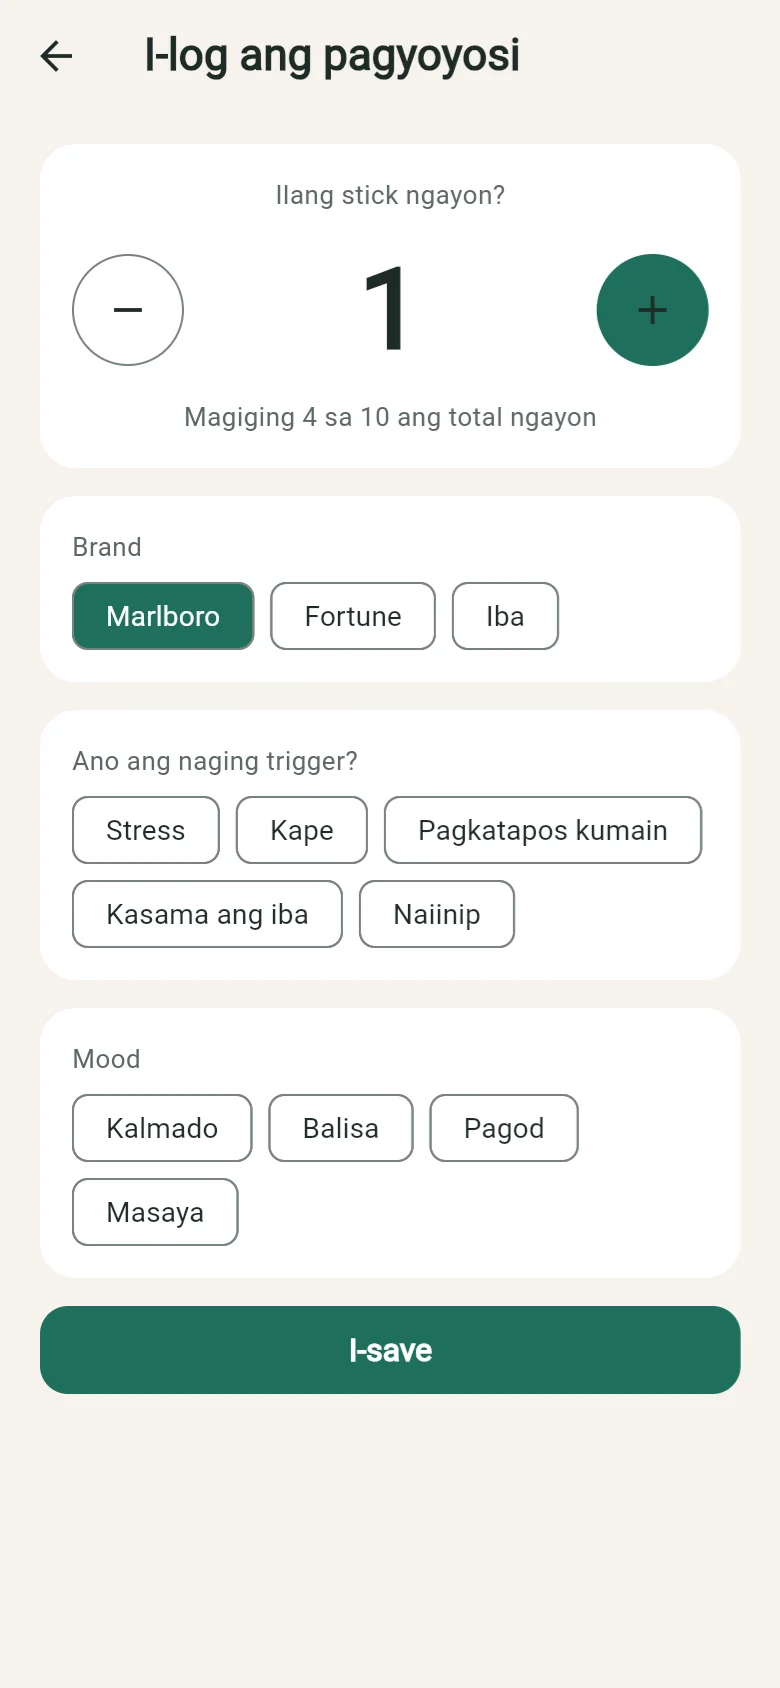 I-log ang pagyoyosi
Ilang stick ngayon?
1
Magiging 4 sa 10 ang total ngayon
Brand
Marlboro Fortune Iba
Ano ang naging trigger?
Stress Kape Pagkatapos kumain
Kasama ang iba Naiinip
Mood
Kalmado Balisa Pagod
Masaya
I-save